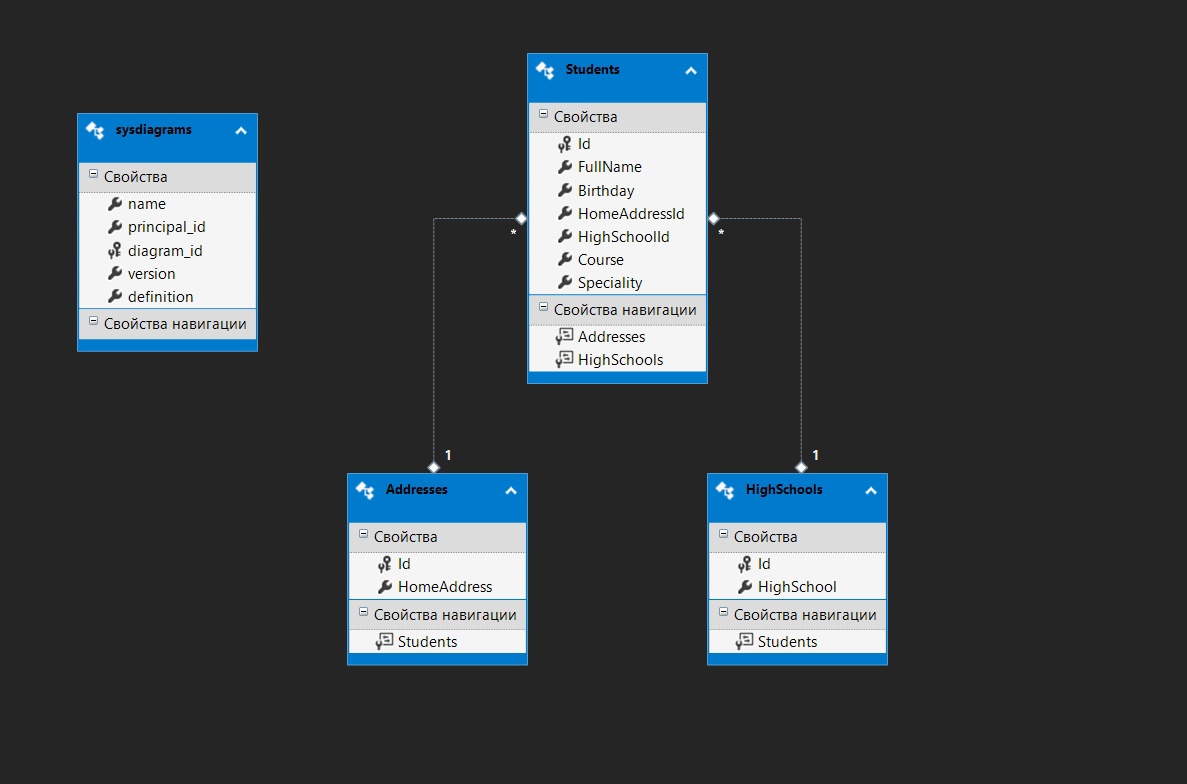 Students
Свойства
Id
FullName
Birthday
HomeAddressId
HighSchoolId
Course
Speciality
Свойства навигации
Addresses
HighSchools
sysdiagrams
Свойства
name
principal_id
diagram_id
version
definition
Свойства навигации
*
*
1
1
Addresses
Свойства
Id
HomeAddress
Свойства навигации
Students
HighSchools
Свойства
Id
HighSchool
Свойства навигации
Students